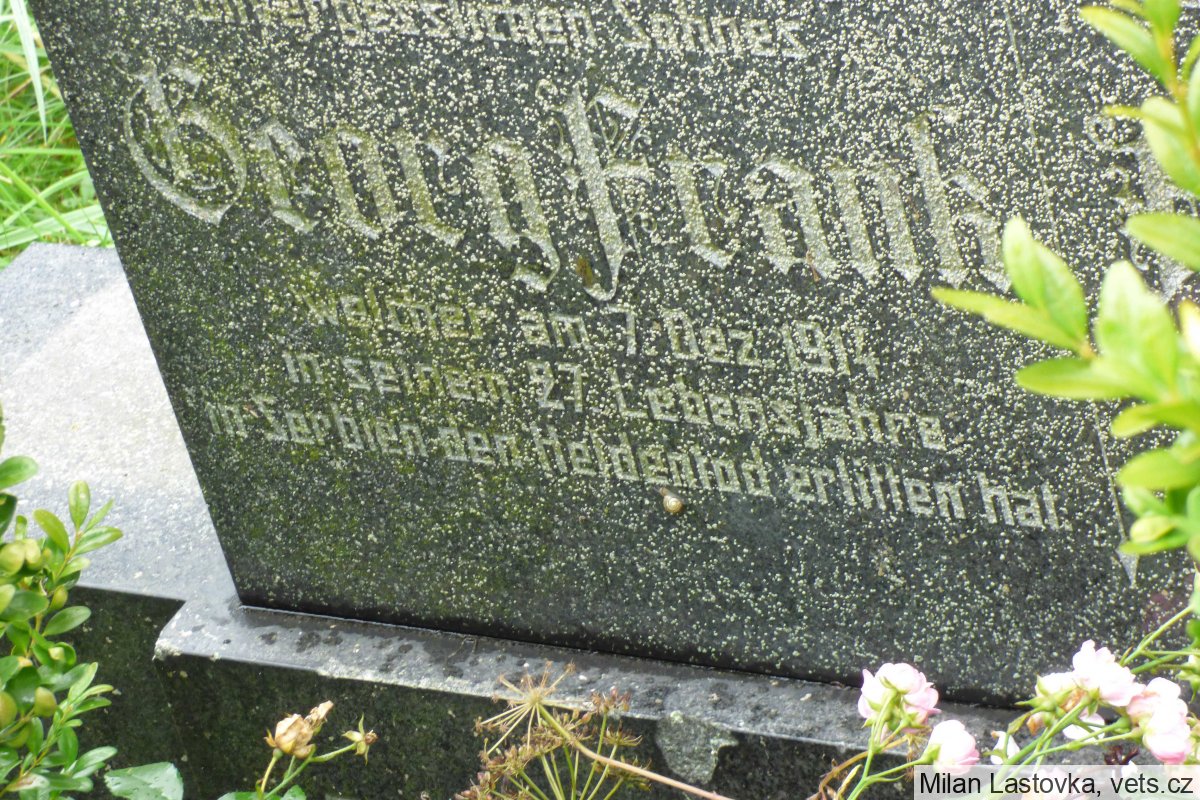 unvergesslichen Sohnes
Georg Frank
welcher am 7. Dez. 1914
in seinem 27. Lebensjahre
in Serbien den Heldentod erlitten hat.
Milan Lastovka, vets.cz